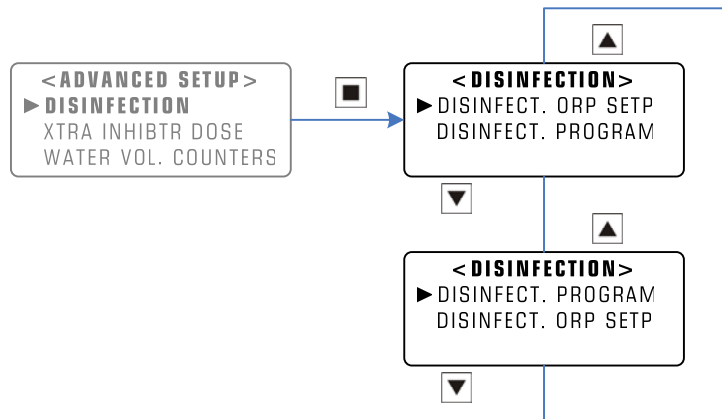 <ADVANCED SETUP>
▶DISINFECTION
XTRA INHIBTR DOSE
WATER VOL. COUNTERS
<DISINFECTION>
▶DISINFECT. ORP SETP
DISINFECT. PROGRAM
<DISINFECTION>
▶DISINFECT. PROGRAM
DISINFECT. ORP SETP